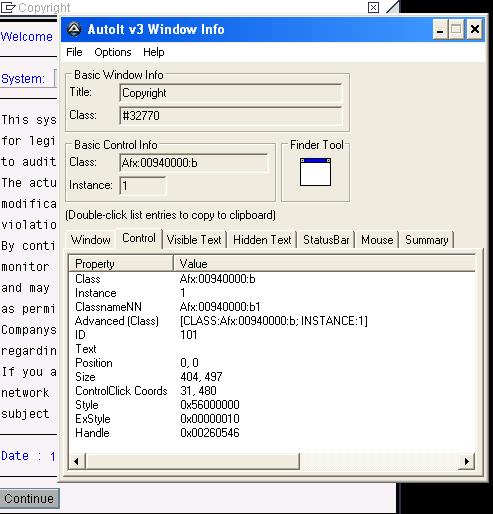 Copyright
Welcome
System:
This sys
for legi
to audit
The actu
modifica
violatio
By conti
monitor
and may
as permi
Companys
regardin
If you a
network
subject
Date : 1
Continue
AutoIt v3 Window Info
File Options Help
Basic Window Info
Title: Copyright
Class: #32770
Basic Control Info
Class: Afx:00940000:b
Instance: 1
Finder Tool
(Double-click list entries to copy to clipboard)
Window Control Visible Text Hidden Text StatusBar Mouse Summary
Property Value
Class Afx:00940000:b
Instance 1
ClassnameNN Afx:00940000:b1
Advanced (Class) [CLASS:Afx:00940000:b; INSTANCE:1]
ID 101
Text
Position 0, 0
Size 404, 497
ControlClick Coords 31, 480
Style 0x56000000
ExStyle 0x00000010
Handle 0x00260546